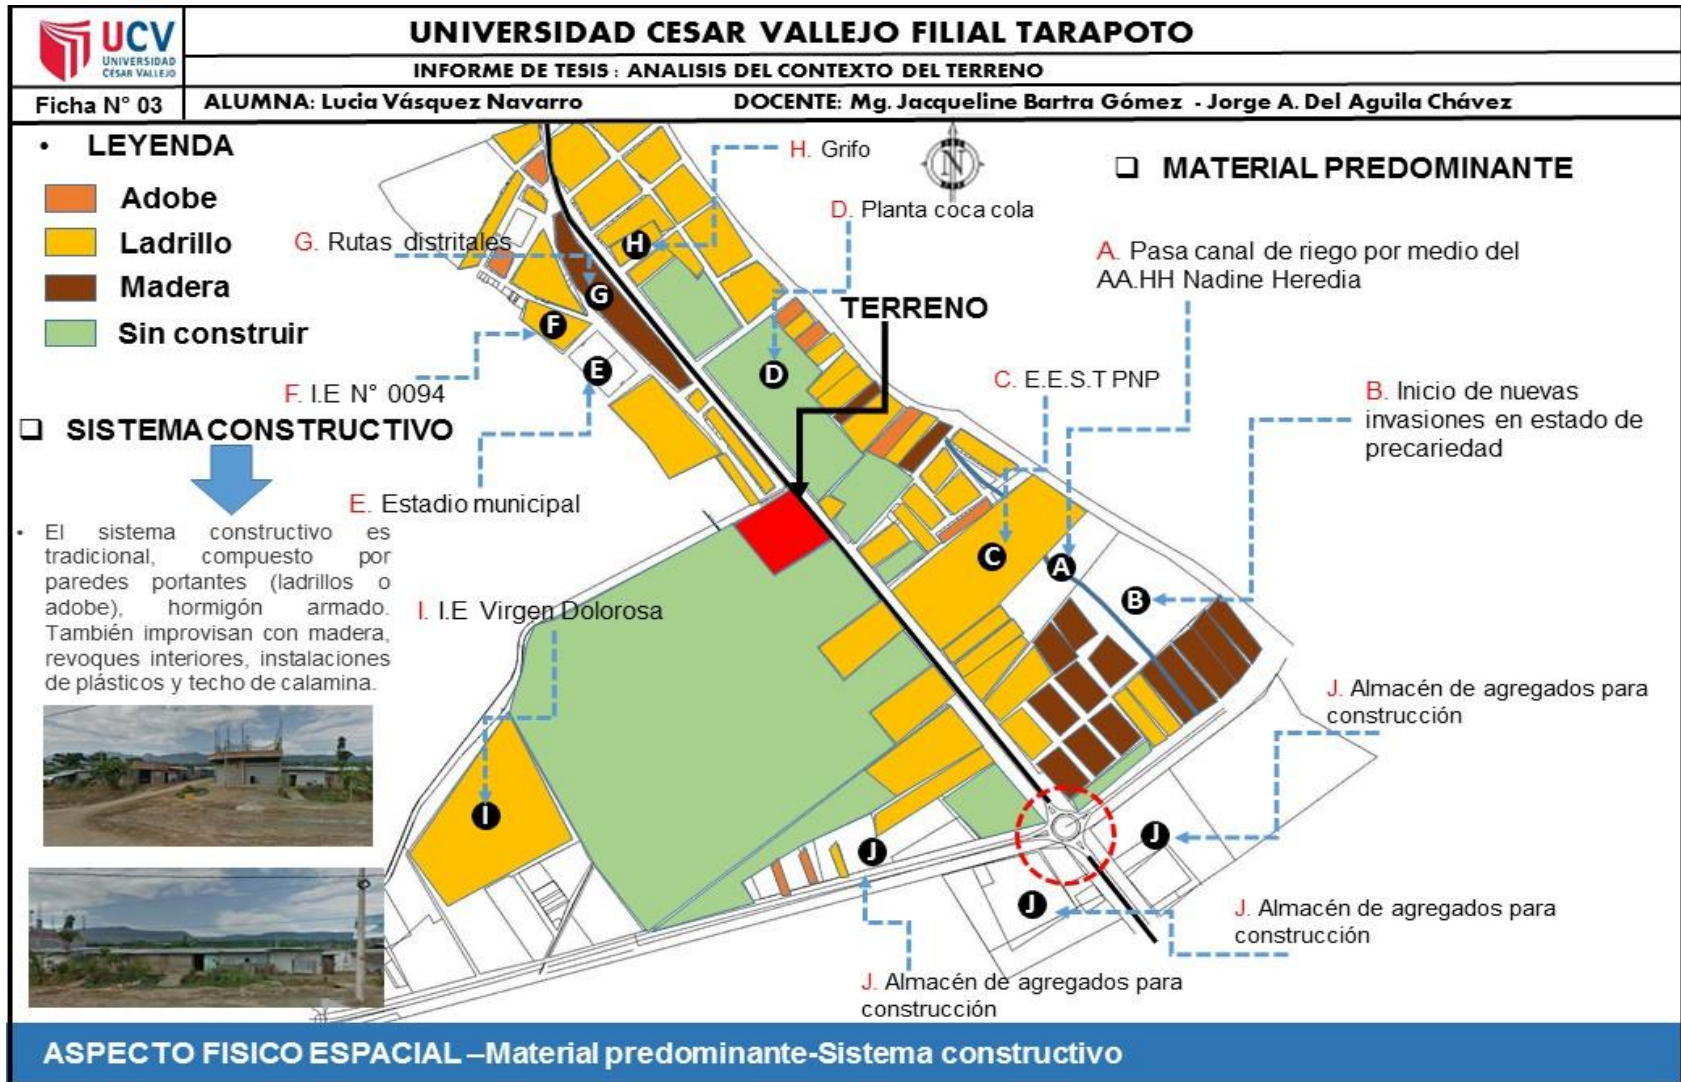 UCV
UNIVERSIDAD
CÉSAR VALLEJO
UNIVERSIDAD CESAR VALLEJO FILIAL TARAPOTO
INFORME DE TESIS : ANALISIS DEL CONTEXTO DEL TERRENO
Ficha N° 03
ALUMNA: Lucia Vásquez Navarro
DOCENTE: Mg. Jacqueline Bartra Gómez - Jorge A. Del Aguila Chávez
• LEYENDA
Adobe
Ladrillo
Madera
Sin construir
H. Grifo
N
❑ MATERIAL PREDOMINANTE
D. Planta coca cola
G. Rutas distritales
A. Pasa canal de riego por medio del
AA.HH Nadine Heredia
TERRENO
F. I.E N° 0094
C. E.E.S.T PNP
B. Inicio de nuevas
invasiones en estado de
precariedad
❑ SISTEMA CONSTRUCTIVO
E. Estadio municipal
• El sistema constructivo es
tradicional, compuesto por
paredes portantes (ladrillos o
adobe), hormigón armado.
También improvisan con madera,
revoques interiores, instalaciones
de plásticos y techo de calamina.
I. I.E Virgen Dolorosa
J. Almacén de agregados para
construcción
J. Almacén de agregados para
construcción
J. Almacén de agregados para
construcción
H
G
F
E
D
C
A
B
I
J
J
J
ASPECTO FISICO ESPACIAL –Material predominante-Sistema constructivo